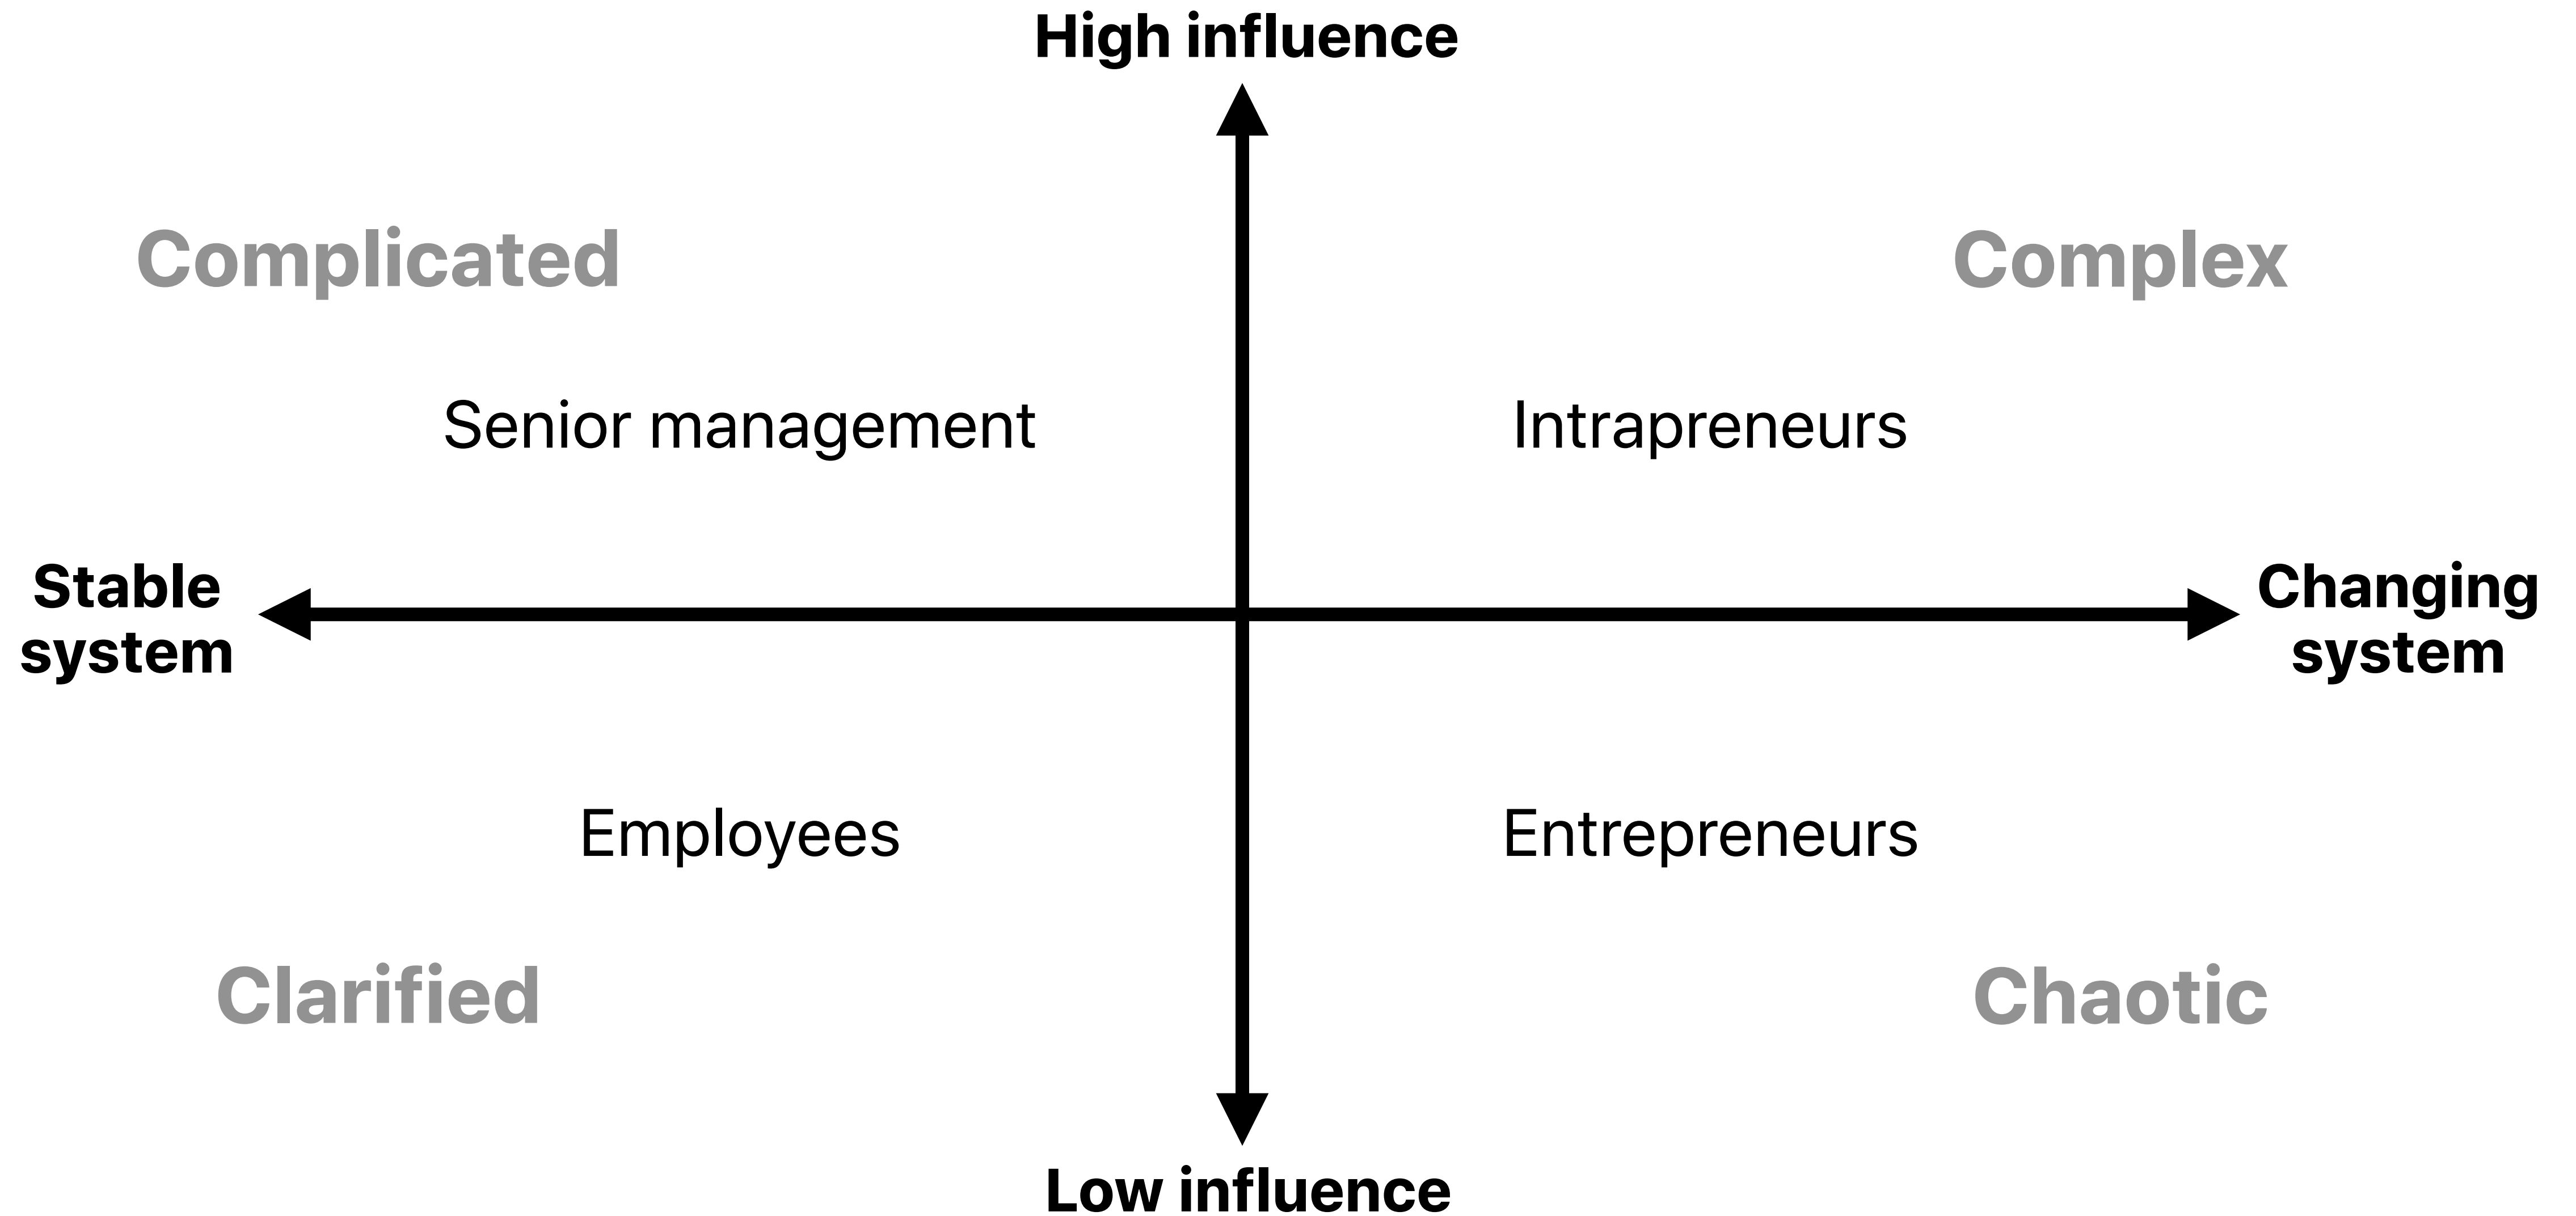 High influence
Complicated
Complex
Senior management
Intrapreneurs
Stable
system
Changing
system
Employees
Entrepreneurs
Clarified
Chaotic
Low influence